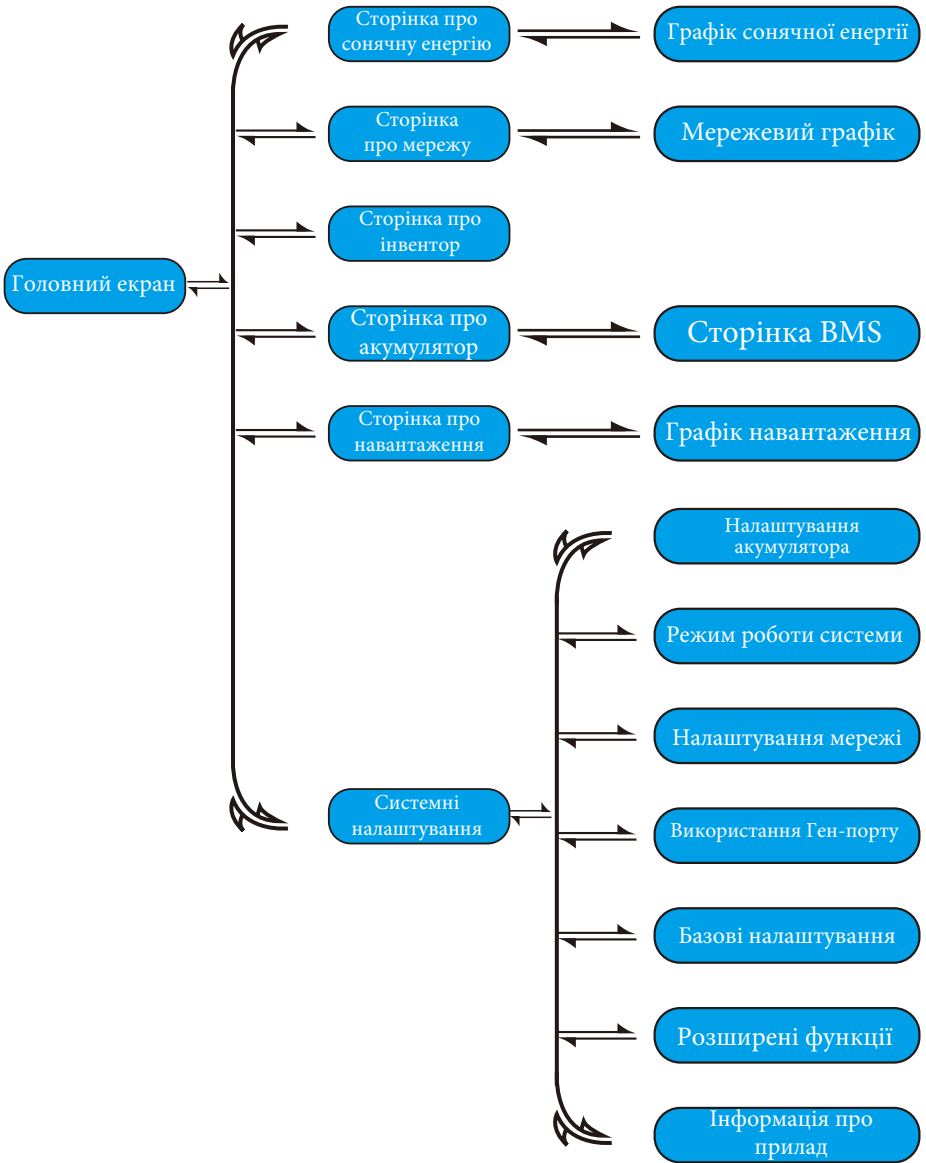 Сторінка про
сонячну енергію
Графік сонячної енергії
Сторінка
про мережу
Мережевий графік
Сторінка про
інвентор
Головний екран
Сторінка про
акумулятор
Сторінка BMS
Сторінка про
навантаження
Графік навантаження
Налаштування
акумулятора
Режим роботи системи
Налаштування мережі
Системні
налаштування
Використання Ген-порту
Базові налаштування
Розширені функції
Інформація про
прилад